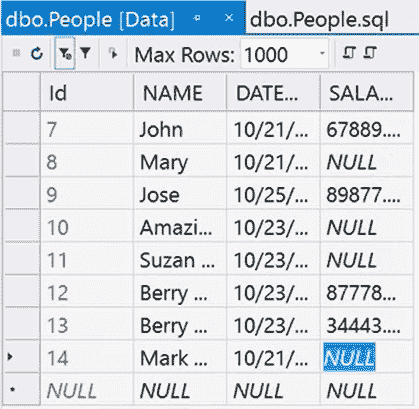 dbo.People [Data] dbo.People.sql
Max Rows: 1000
Id NAME DATE... SALA...
7 John 10/21/... 67889....
8 Mary 10/21/... NULL
9 Jose 10/25/... 89877....
10 Amazi... 10/23/... NULL
11 Suzan ... 10/23/... NULL
12 Berry ... 10/23/... 87778....
13 Berry ... 10/23/... 34443....
14 Mark ... 10/21/... NULL
NULL NULL NULL NULL